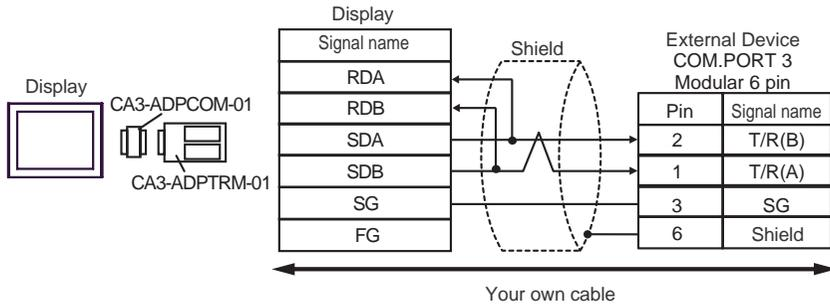 Display
CA3-ADPCOM-01
CA3-ADPTRM-01
Display
Signal name
RDA
RDB
SDA
SDB
SG
FG
Shield
External Device
COM.PORT 3
Modular 6 pin
Pin Signal name
2 T/R(B)
1 T/R(A)
3 SG
6 Shield
Your own cable